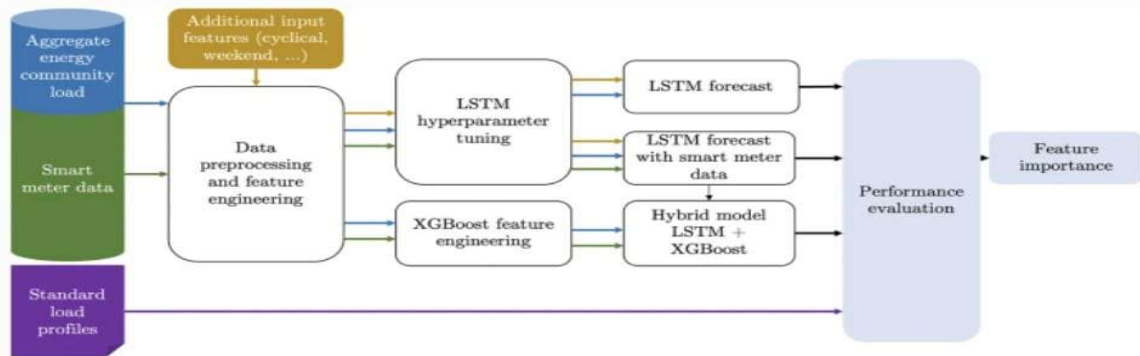 Aggregate
energy
community
load
Smart
meter data
Standard
load
profiles
Additional input
features (cyclical,
weekend, ...)
Data
preprocessing
and feature
engineering
LSTM
hyperparameter
tuning
XGBoost feature
engineering
LSTM forecast
LSTM forecast
with smart meter
data
Hybrid model
LSTM +
XGBoost
Performance
evaluation
Feature
importance